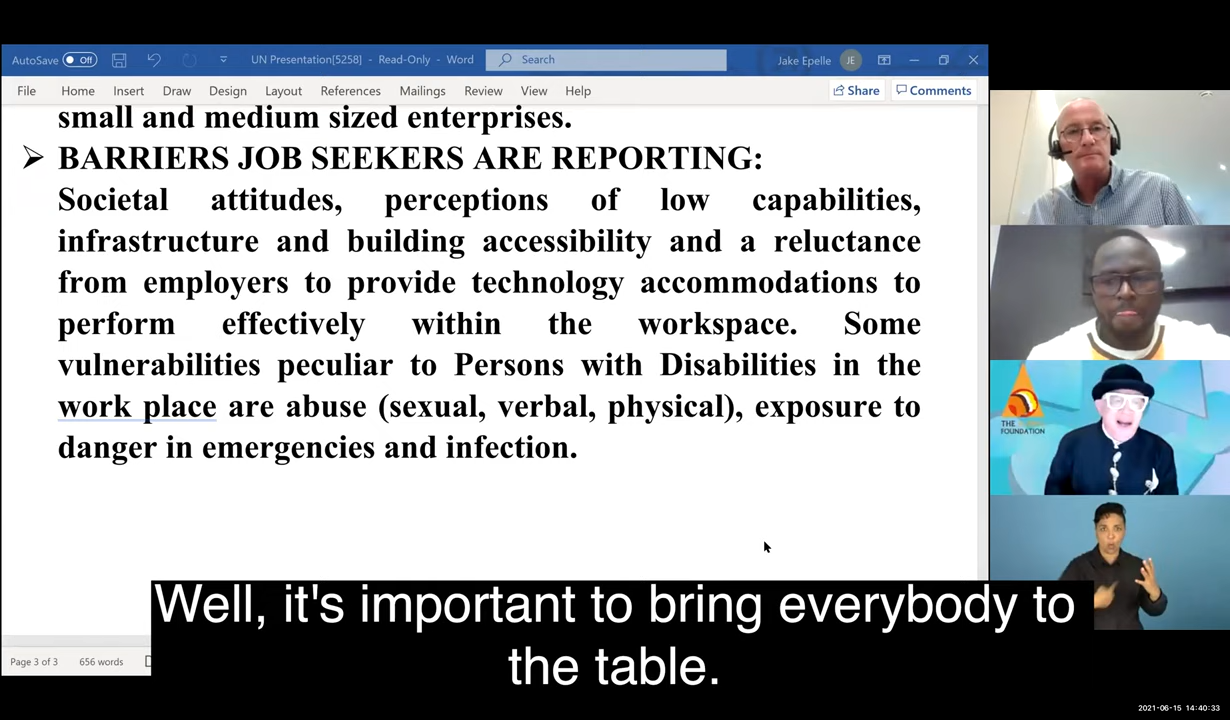 AutoSave Off UN Presentation[5258] - Read-Only - Word Search Jake Epelle JE
File Home Insert Draw Design Layout References Mailings Review View Help Share Comments
small and medium sized enterprises.
➢ BARRIERS JOB SEEKERS ARE REPORTING:
Societal attitudes, perceptions of low capabilities,
infrastructure and building accessibility and a reluctance
from employers to provide technology accommodations to
perform effectively within the workspace. Some
vulnerabilities peculiar to Persons with Disabilities in the
work place are abuse (sexual, verbal, physical), exposure to
danger in emergencies and infection.
THE
FOUNDATION
Well, it's important to bring everybody to
the table.
Page 3 of 3 656 words
2021-06-15 14:40:33